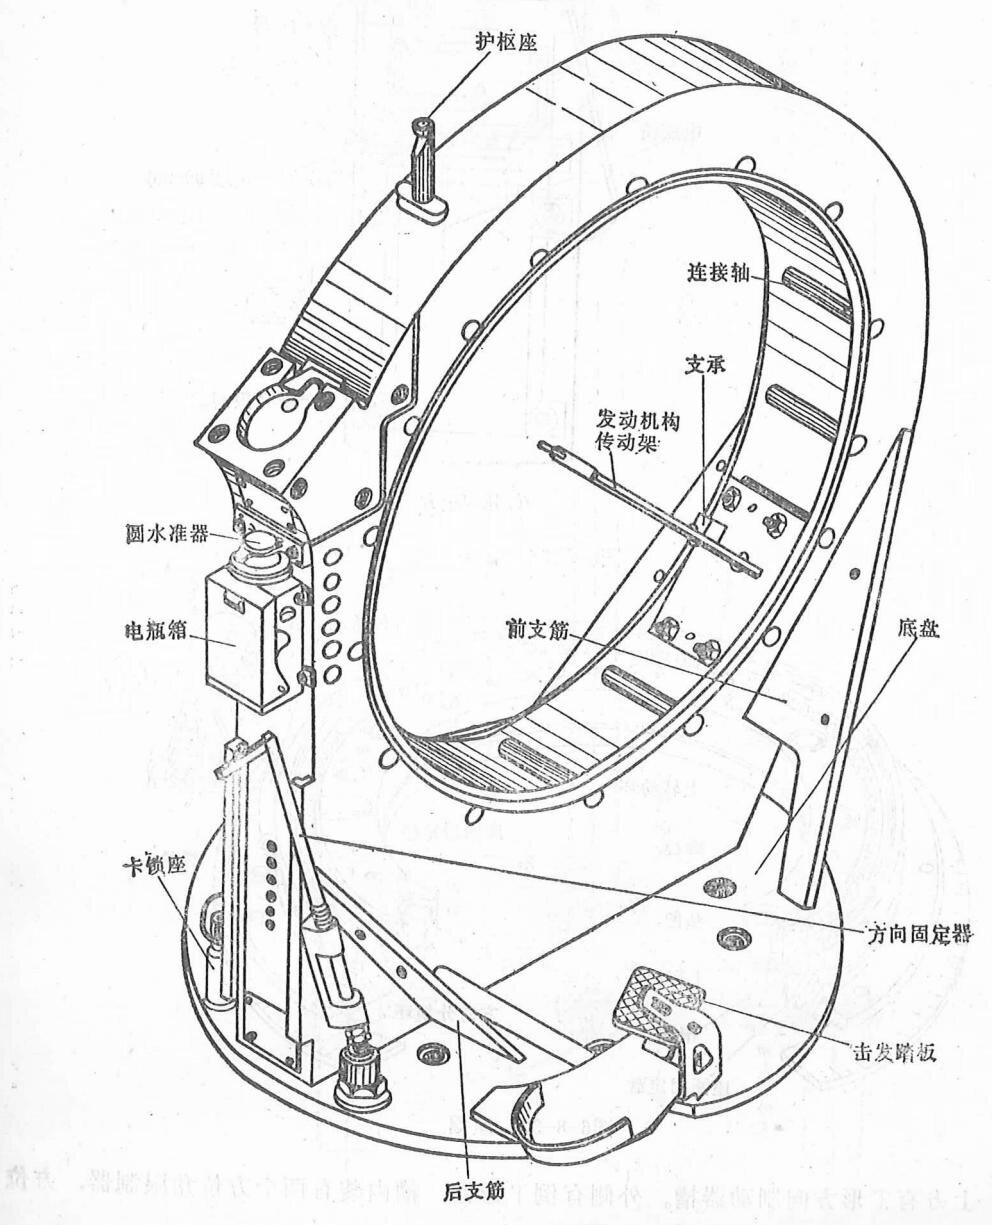 护枢座
连接轴
支承
发动机构
传动架
圆水准器
电瓶箱
前支筋
底盘
卡锁座
方向固定器
击发踏板
后支筋